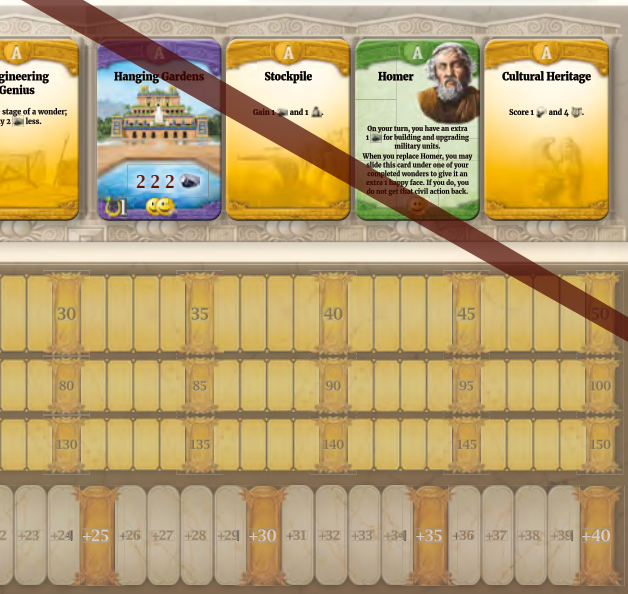 A A A A A
gineering
Genius
stage of a wonder;
y 2 less.
Hanging Gardens
2 2 2
1
Stockpile
Gain 1 and 1 .
Homer
On your turn, you have an extra
1 for building and upgrading
military units.
When you replace Homer, you may
slide this card under one of your
completed wonders to give it an
extra happy face. If you do, you
do not get that civil action back.
Cultural Heritage
Score 1 and 4 .
30 35 40 45 50
80 85 90 95 100
130 135 140 145 150
2 +23 +24 +25 +26 +27 +28 +29 +30 +31 +32 +33 +34 +35 +36 +37 +38 +39 +40